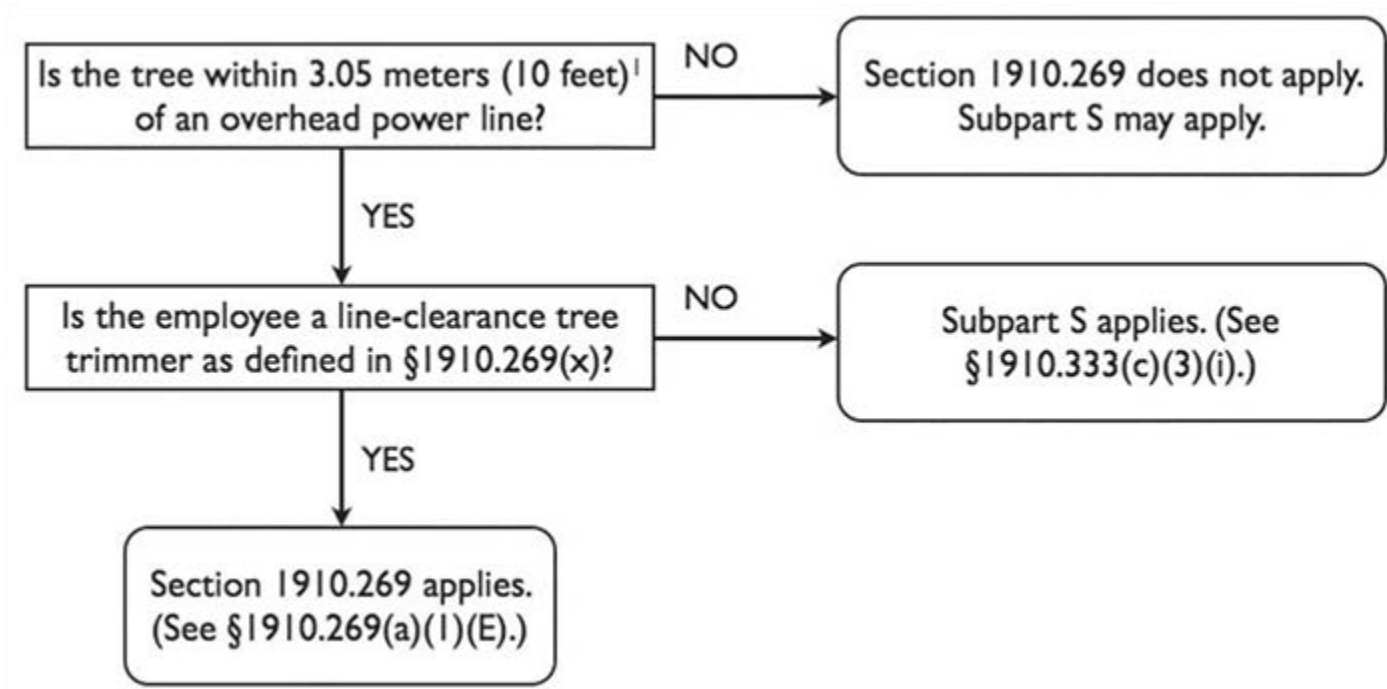 Is the tree within 3.05 meters (10 feet)¹
of an overhead power line?
NO
Section 1910.269 does not apply.
Subpart S may apply.
YES
Is the employee a line-clearance tree
trimmer as defined in §1910.269(x)?
NO
Subpart S applies. (See
§1910.333(c)(3)(i).)
YES
Section 1910.269 applies.
(See §1910.269(a)(1)(E).)